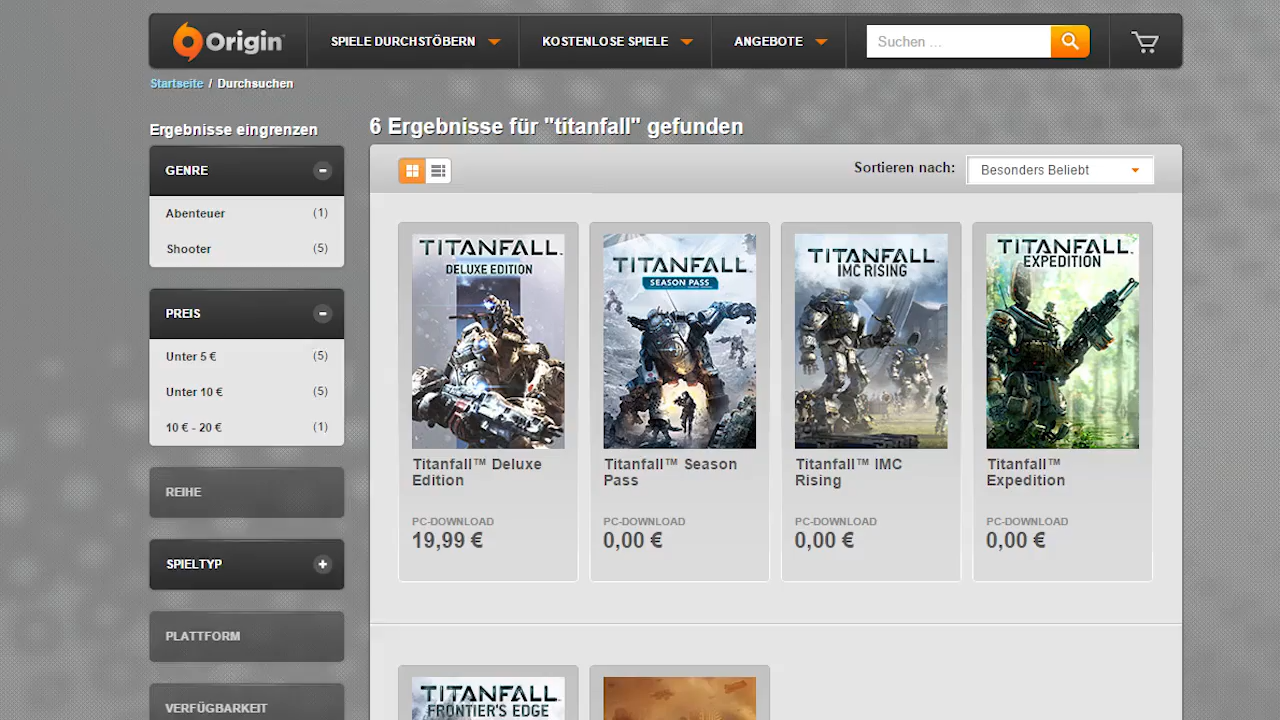 Origin
SPIELE DURCHSTÖBERN
KOSTENLOSE SPIELE
ANGEBOTE
Suchen ...
Startseite / Durchsuchen
Ergebnisse eingrenzen
6 Ergebnisse für "titanfall" gefunden
GENRE
Abenteuer (1)
Shooter (5)
PREIS
Unter 5 € (5)
Unter 10 € (5)
10 € - 20 € (1)
REIHE
SPIELTYP
PLATTFORM
VERFÜGBARKEIT
Sortieren nach: Besonders Beliebt
TITANFALL
DELUXE EDITION
Titanfall™ Deluxe
Edition
PC-DOWNLOAD
19,99 €
TITANFALL
SEASON PASS
Titanfall™ Season
Pass
PC-DOWNLOAD
0,00 €
TITANFALL
IMC RISING
Titanfall™ IMC
Rising
PC-DOWNLOAD
0,00 €
TITANFALL
EXPEDITION
Titanfall™
Expedition
PC-DOWNLOAD
0,00 €
TITANFALL
FRONTIER'S EDGE